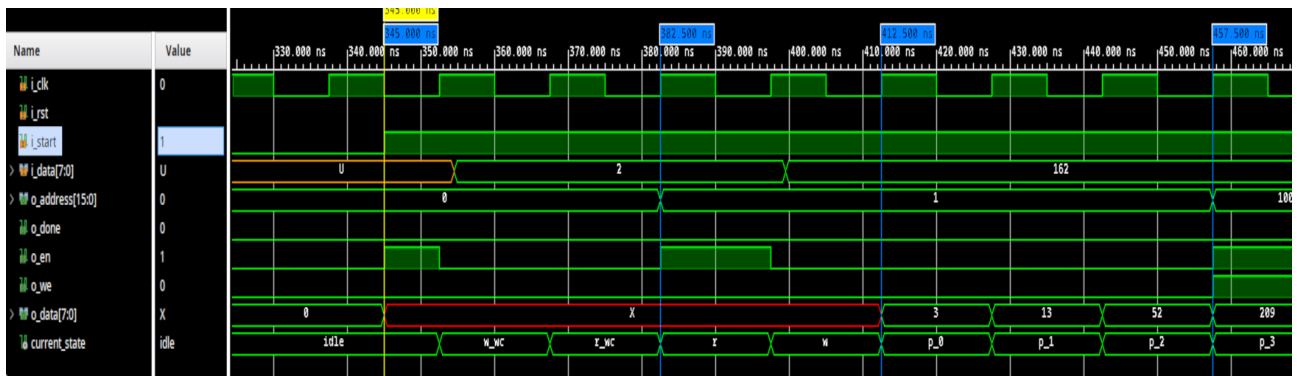 345.000 ns
345.000 ns 382.500 ns 412.500 ns 457.500 ns
Name Value 330.000 ns 340.000 ns 350.000 ns 360.000 ns 370.000 ns 380.000 ns 390.000 ns 400.000 ns 410.000 ns 420.000 ns 430.000 ns 440.000 ns 450.000 ns 460.000 ns
i_clk 0
i_rst
i_start 1
i_data[7:0] U U 2 162
o_address[15:0] 0 0 1 100
o_done 0
o_en 1
o_we 0
o_data[7:0] X 0 X 3 13 52 209
current_state idle idle w_wc r_wc r w p_0 p_1 p_2 p_3